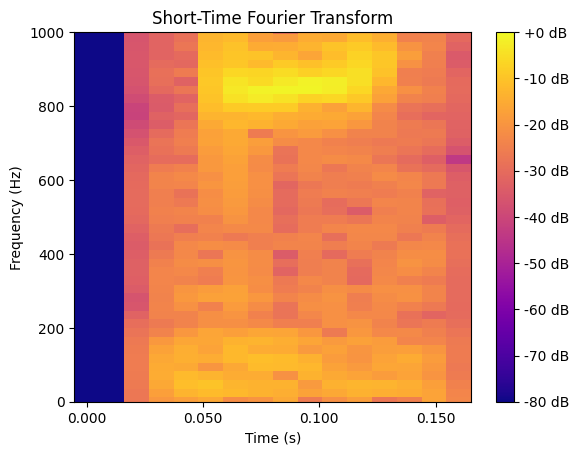 Short-Time Fourier Transform
1000
800
600
400
200
0
Frequency (Hz)
0.000
0.050
0.100
0.150
Time (s)
+0 dB
-10 dB
-20 dB
-30 dB
-40 dB
-50 dB
-60 dB
-70 dB
-80 dB